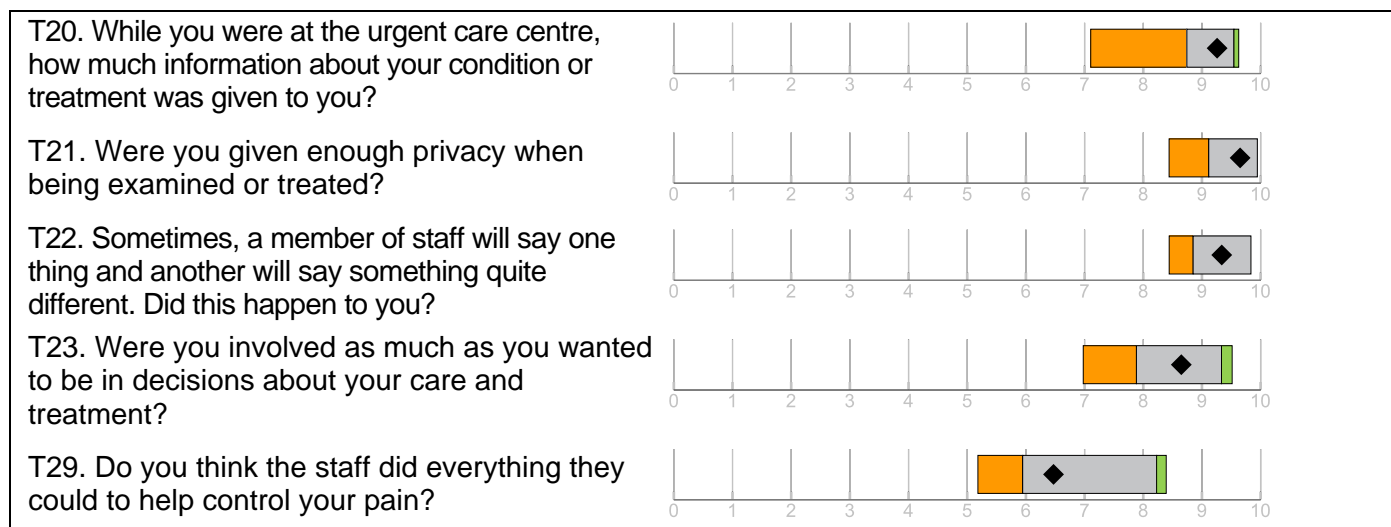 T20. While you were at the urgent care centre,
how much information about your condition or
treatment was given to you?
0 1 2 3 4 5 6 7 8 9 10
T21. Were you given enough privacy when
being examined or treated?
0 1 2 3 4 5 6 7 8 9 10
T22. Sometimes, a member of staff will say one
thing and another will say something quite
different. Did this happen to you?
0 1 2 3 4 5 6 7 8 9 10
T23. Were you involved as much as you wanted
to be in decisions about your care and
treatment?
0 1 2 3 4 5 6 7 8 9 10
T29. Do you think the staff did everything they
could to help control your pain?
0 1 2 3 4 5 6 7 8 9 10